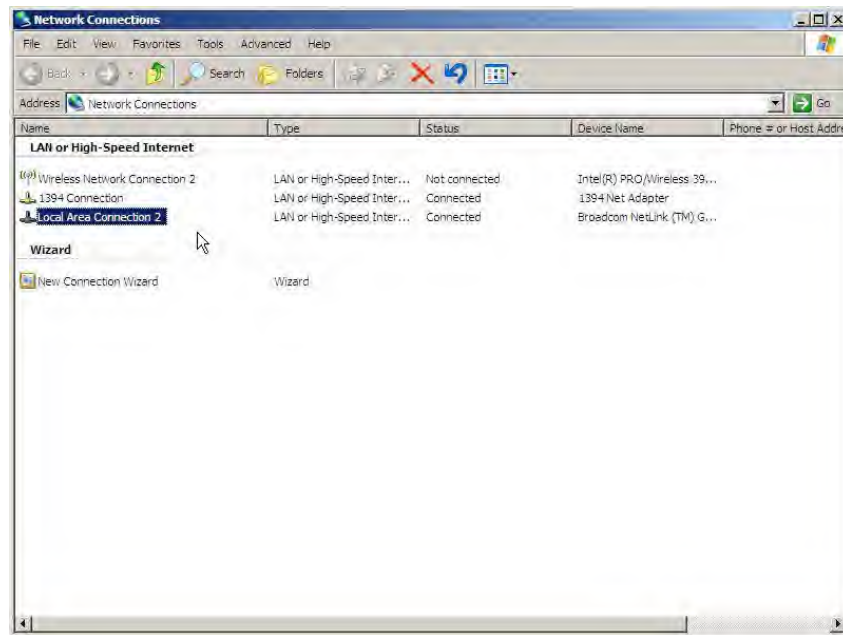 Network Connections
File Edit View Favorites Tools Advanced Help
Back Search Folders
Address Network Connections Go
Name Type Status Device Name Phone # or Host Addre
LAN or High-Speed Internet
Wireless Network Connection 2 LAN or High-Speed Inter... Not connected Intel(R) PRO/Wireless 39...
1394 Connection LAN or High-Speed Inter... Connected 1394 Net Adapter
Local Area Connection 2 LAN or High-Speed Inter... Connected Broadcom NetLink (TM) G...
Wizard
New Connection Wizard Wizard